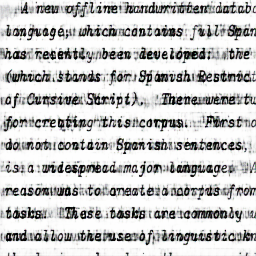 A new offline handwritten databa
language, which contains full Span
has recently been developed: the
(which stands for Spanish Restrict
of Cursive Script). There were tw
for creating this corpus. First
do not contain Spanish sentences,
is a widespread major language. A
reason was to create a corpus from
tasks. These tasks are commonly u
and allow the use of linguistic kn